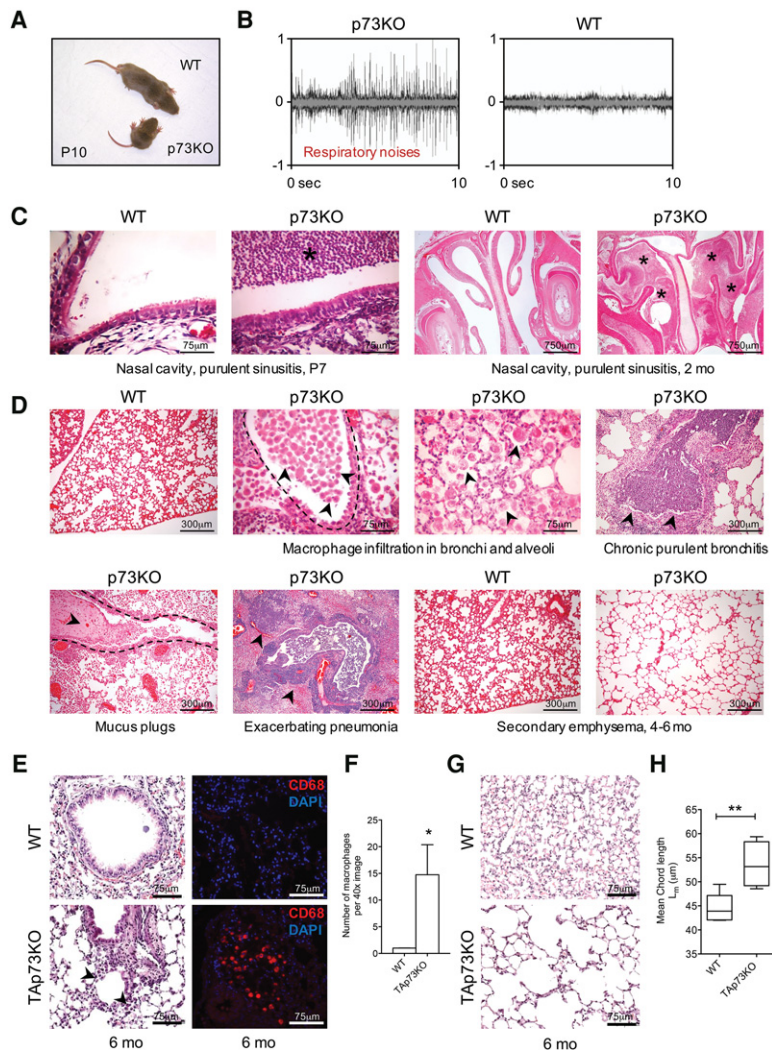 A
WT
P10
p73KO
B
p73KO
WT
1
0
-1
Respiratory noises
0 sec
10
1
0
-1
0 sec
10
C
WT
p73KO
WT
p73KO
*
* * * *
75µm
75µm
750µm
750µm
Nasal cavity, purulent sinusitis, P7
Nasal cavity, purulent sinusitis, 2 mo
D
WT
p73KO
p73KO
p73KO
300µm
75µm
75µm
300µm
Macrophage infiltration in bronchi and alveoli
Chronic purulent bronchitis
p73KO
p73KO
WT
p73KO
300µm
300µm
300µm
300µm
Mucus plugs
Exacerbating pneumonia
Secondary emphysema, 4-6 mo
E
WT
CD68
DAPI
75µm
75µm
TAp73KO
CD68
DAPI
75µm
75µm
6 mo
6 mo
F
Number of macrophages
per 40x image
25
20
15
10
5
0
*
WT
TAp73KO
G
WT
75µm
TAp73KO
75µm
6 mo
H
Mean Chord length
Lm (µm)
65
60
55
50
45
40
**
WT
TAp73KO